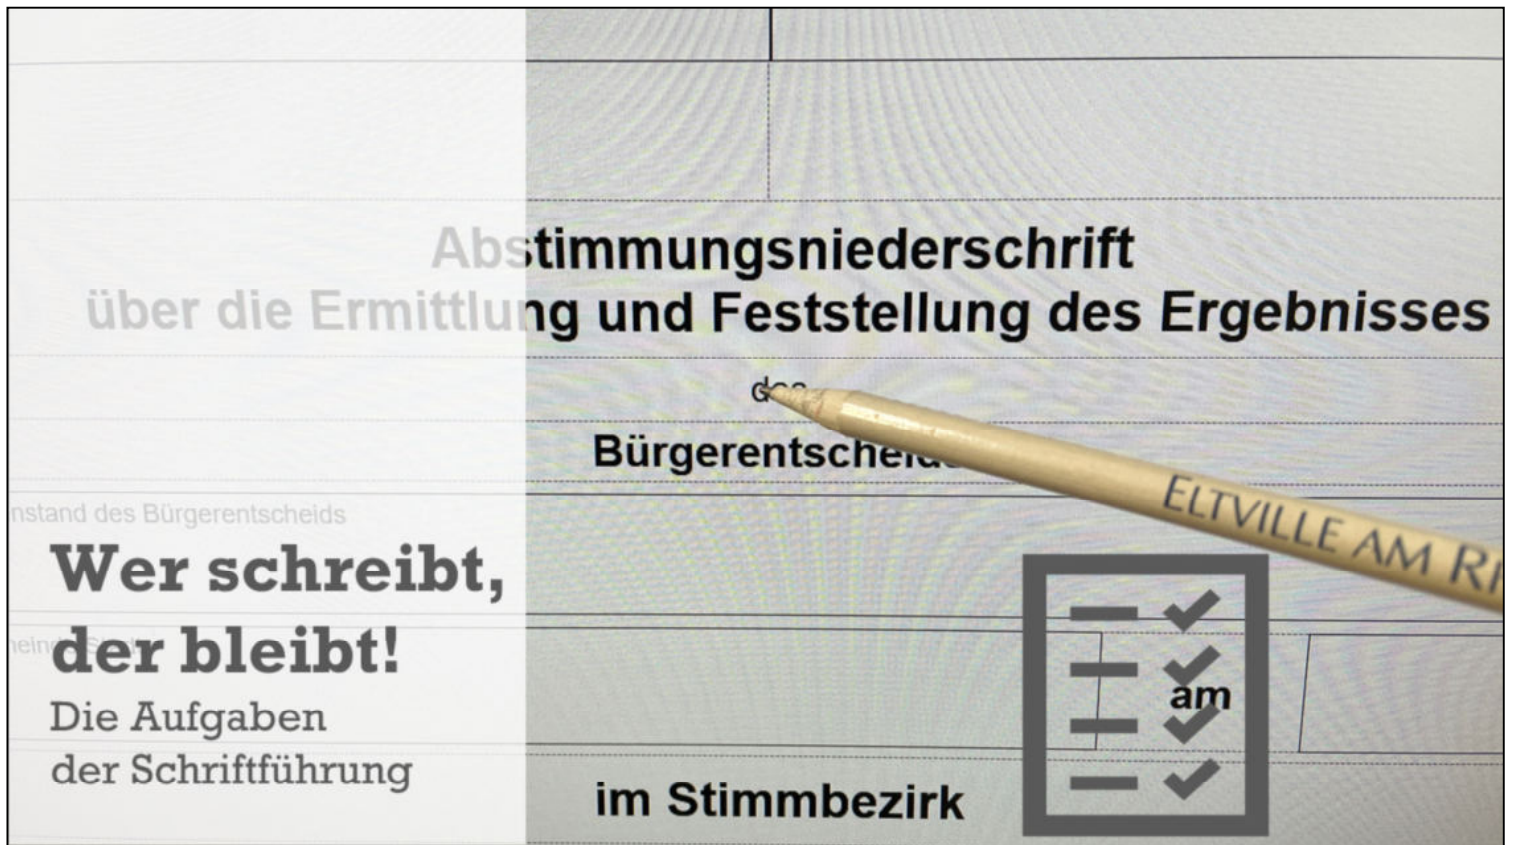 Abstimmungsniederschrift
über die Ermittlung und Feststellung des Ergebnisses
des
Bürgerentscheids
nstand des Bürgerentscheids
Wer schreibt,
der bleibt!
Die Aufgaben
der Schriftführung
am
im Stimmbezirk
ELTVILLE AM RI